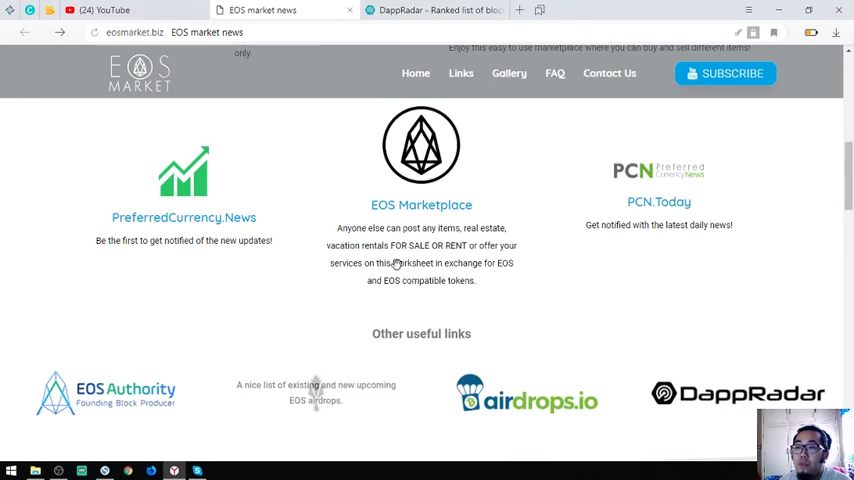 (24) YouTube
EOS market news
DappRadar - Ranked list of bloc
eosmarket.biz EOS market news
only.
Enjoy this easy to use marketplace where you can buy and sell different items!
EOS
MARKET
Home
Links
Gallery
FAQ
Contact Us
SUBSCRIBE
PreferredCurrency.News
Be the first to get notified of the new updates!
EOS Marketplace
Anyone else can post any items, real estate,
vacation rentals FOR SALE OR RENT or offer your
services on this worksheet in exchange for EOS
and EOS compatible tokens.
PCN Preferred
CurrencyNews
PCN.Today
Get notified with the latest daily news!
Other useful links
EOS Authority
Founding Block Producer
A nice list of existing and new upcoming
EOS airdrops.
airdrops.io
DappRadar